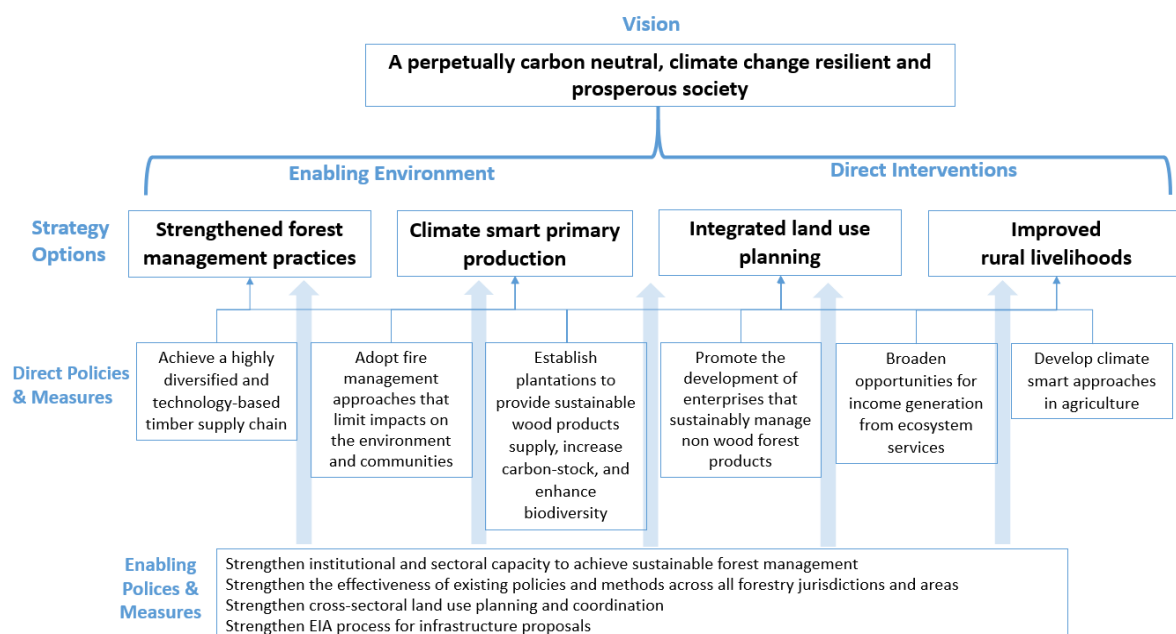 Vision
A perpetually carbon neutral, climate change resilient and
prosperous society
Enabling Environment
Direct Interventions
Strategy
Options
Strengthened forest
management practices
Climate smart primary
production
Integrated land use
planning
Improved
rural livelihoods
Direct Policies
& Measures
Achieve a highly
diversified and
technology-based
timber supply chain
Adopt fire
management
approaches that
limit impacts on
the environment
and communities
Establish
plantations to
provide sustainable
wood products
supply, increase
carbon-stock, and
enhance
biodiversity
Promote the
development of
enterprises that
sustainably manage
non wood forest
products
Broaden
opportunities for
income generation
from ecosystem
services
Develop climate
smart approaches
in agriculture
Enabling
Polices &
Measures
Strengthen institutional and sectoral capacity to achieve sustainable forest management
Strengthen the effectiveness of existing policies and methods across all forestry jurisdictions and areas
Strengthen cross-sectoral land use planning and coordination
Strengthen EIA process for infrastructure proposals